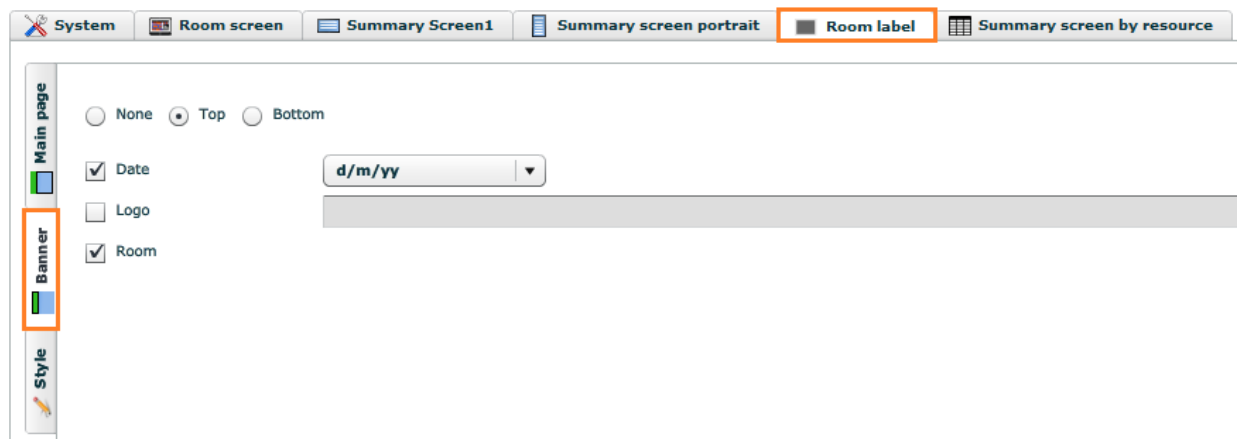 System
Room screen
Summary Screen1
Summary screen portrait
Room label
Summary screen by resource
Main page
Banner
Style
None
Top
Bottom
Date
d/m/yy
Logo
Room